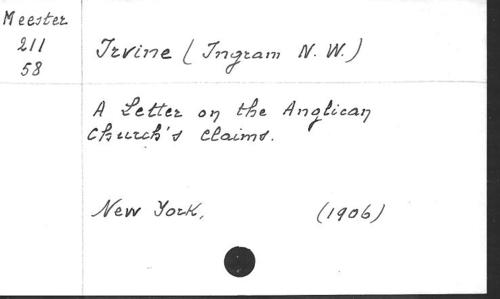 Meester
211
58
Irvine (Ingram N. W.)
A Letter on the Anglican
Church's claims.
New York, (1906)